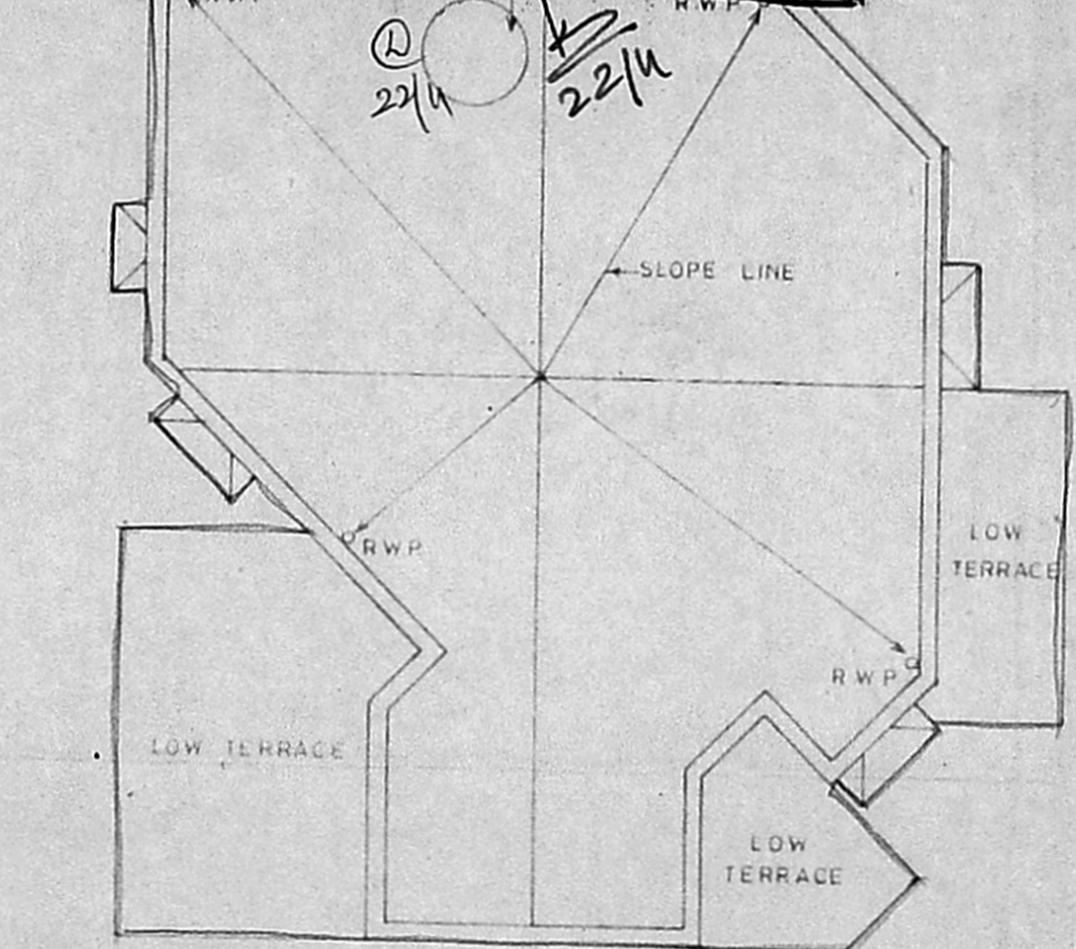 R.W.P.
D
22/4
22/4
SLOPE LINE
R.W.P.
LOW
TERRACE
R W P
LOW TERRACE
LOW
TERRACE